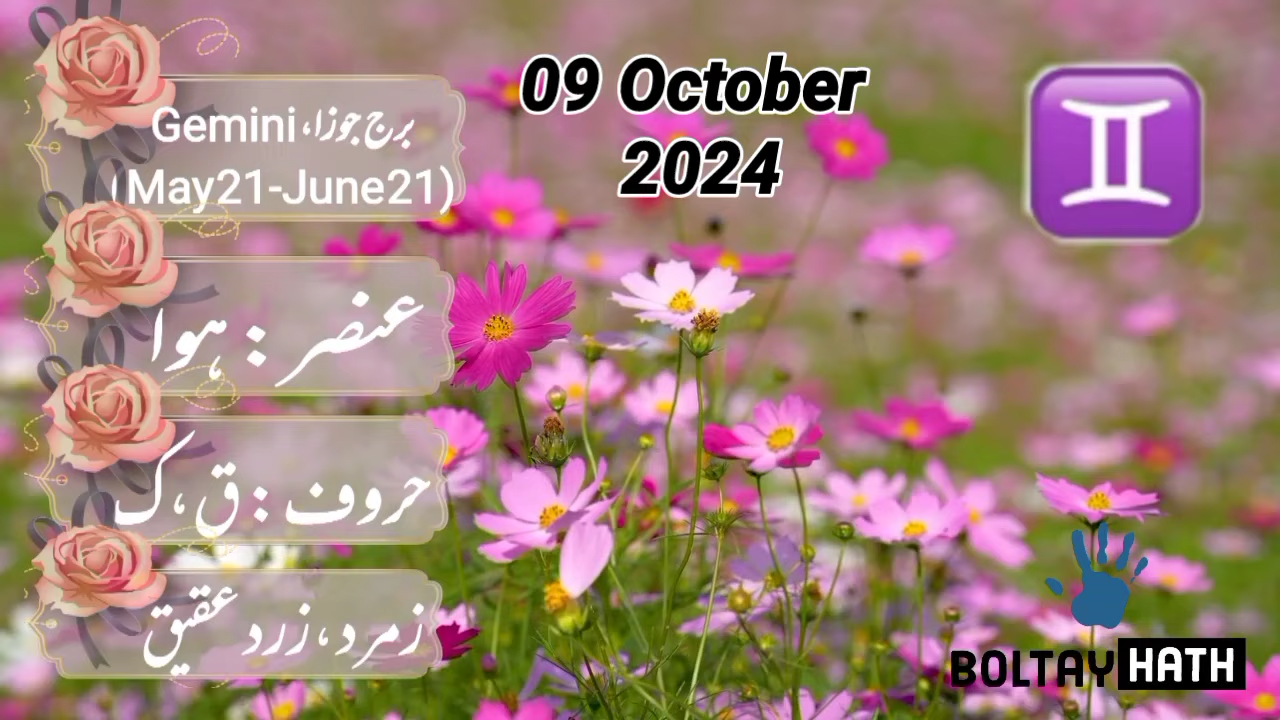 برج جوزا، Gemini
(May21-June21)
عنصر : ہوا
حروف : ق، ک
زمرد، زرد عقیق
09 October
2024
BOLTAY HATH